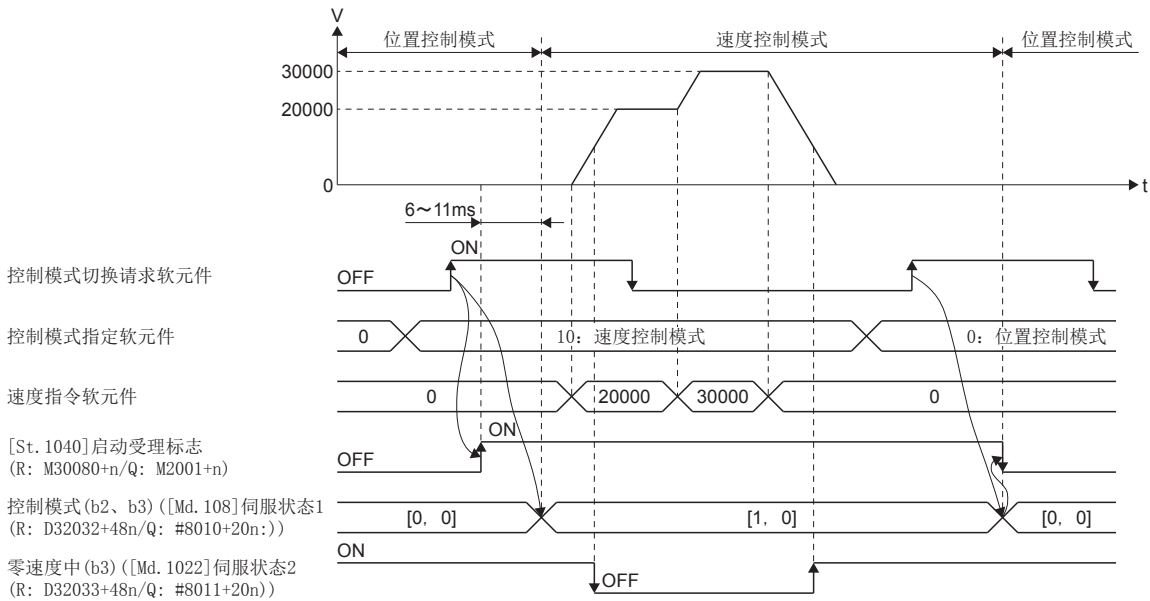 V
位置控制模式 速度控制模式 位置控制模式
30000
20000
0 t
6～11ms
ON
控制模式切换请求软元件 OFF
控制模式指定软元件 0 10: 速度控制模式 0: 位置控制模式
速度指令软元件 0 20000 30000 0
ON
[St.1040]启动受理标志 OFF
(R: M30080+n/Q: M2001+n)
控制模式(b2、b3)([Md.108]伺服状态1 [0, 0] [1, 0] [0, 0]
(R: D32032+48n/Q: #8010+20n:))
ON
零速度中(b3)([Md.1022]伺服状态2 OFF
(R: D32033+48n/Q: #8011+20n))